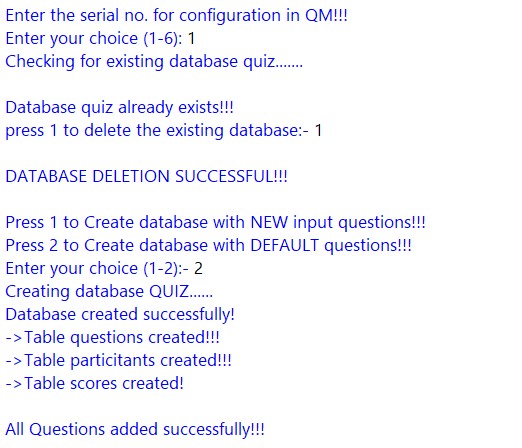 Enter the serial no. for configuration in QM!!!
Enter your choice (1-6): 1
Checking for existing database quiz.......
Database quiz already exists!!!
press 1 to delete the existing database:- 1
DATABASE DELETION SUCCESSFUL!!!
Press 1 to Create database with NEW input questions!!!
Press 2 to Create database with DEFAULT questions!!!
Enter your choice (1-2):- 2
Creating database QUIZ......
Database created successfully!
->Table questions created!!!
->Table particitants created!!!
->Table scores created!
All Questions added successfully!!!